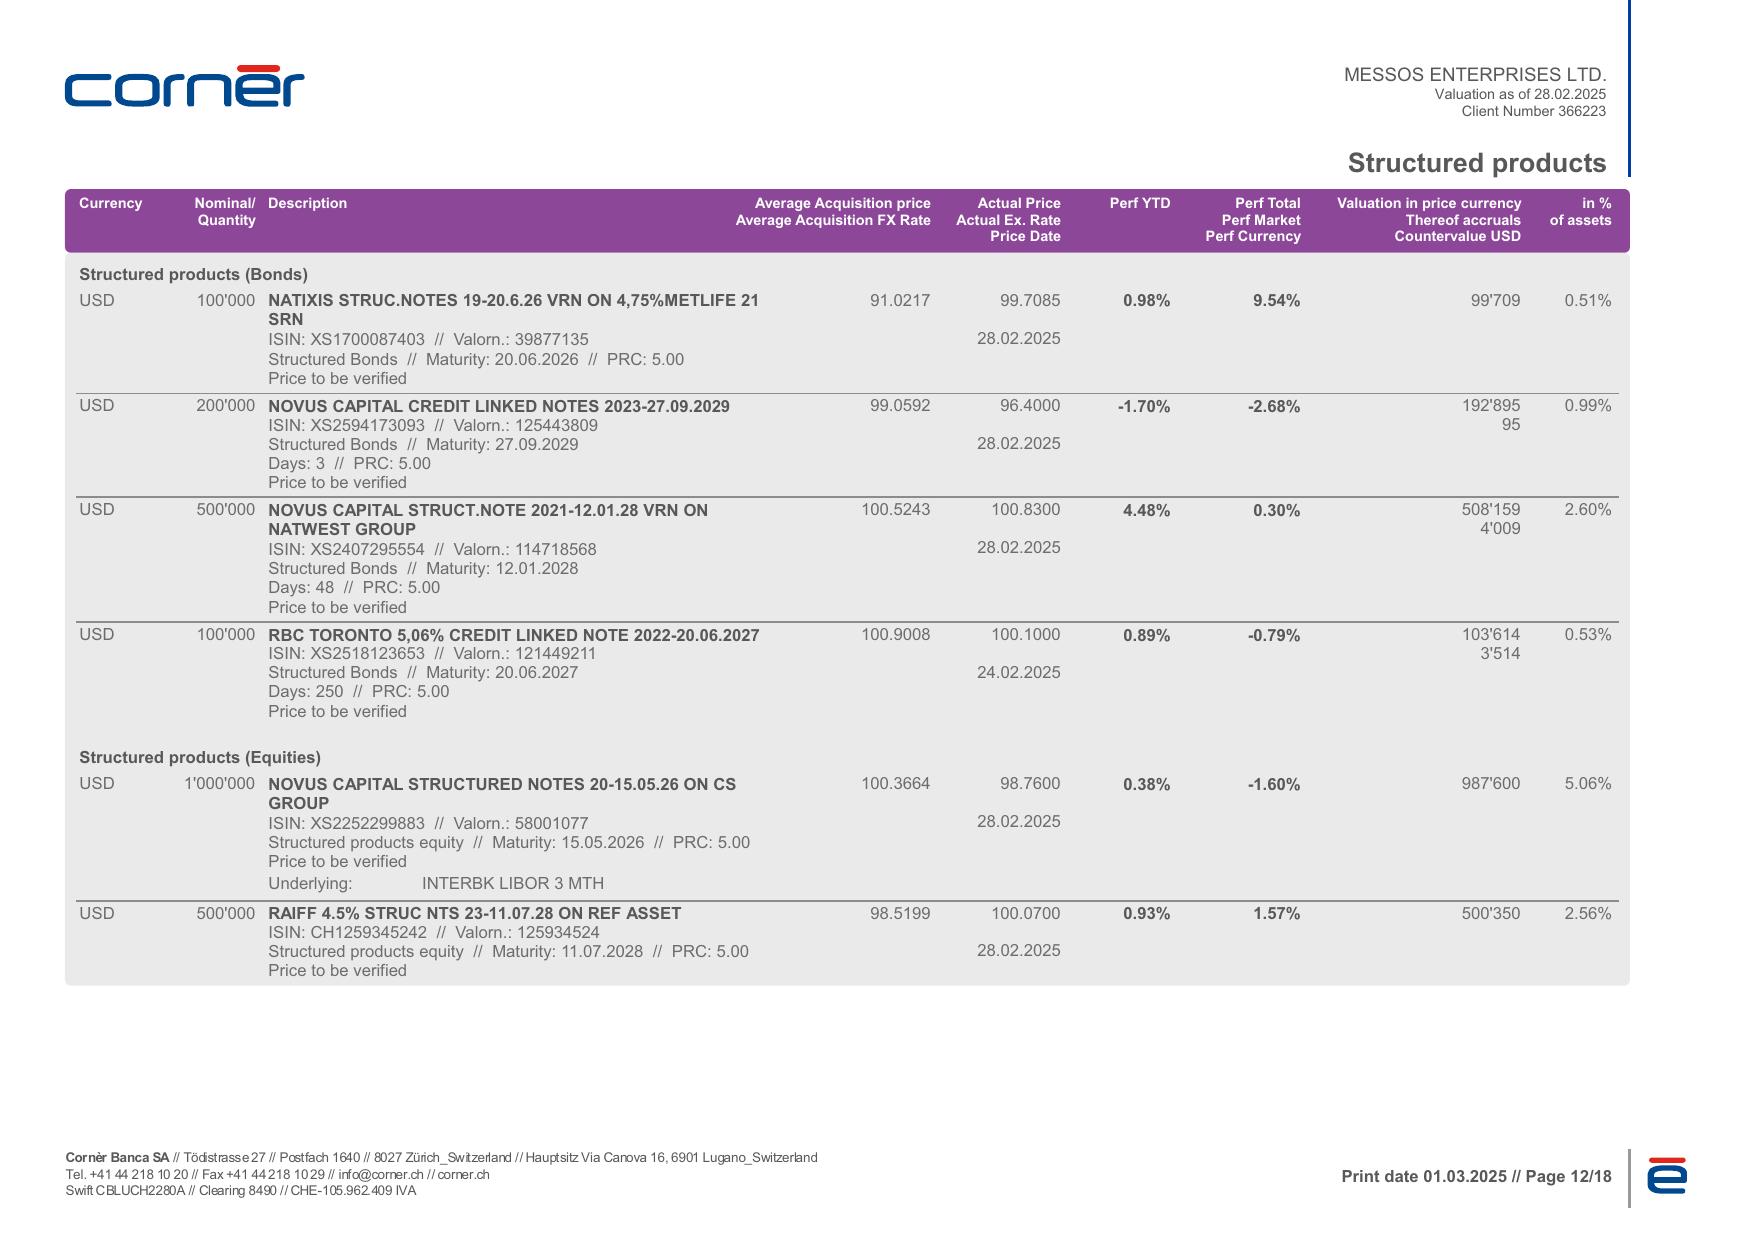 cornèr
MESSOS ENTERPRISES LTD.
Valuation as of 28.02.2025
Client Number 366223
Structured products
Currency Nominal/ Description Average Acquisition price Actual Price Perf YTD Perf Total Valuation in price currency in %
Quantity Average Acquisition FX Rate Actual Ex. Rate Perf Market Thereof accruals of assets
Price Date Perf Currency Countervalue USD
Structured products (Bonds)
USD 100'000 NATIXIS STRUC.NOTES 19-20.6.26 VRN ON 4,75%METLIFE 21 91.0217 99.7085 0.98% 9.54% 99'709 0.51%
SRN
ISIN: XS1700087403 // Valorn.: 39877135 28.02.2025
Structured Bonds // Maturity: 20.06.2026 // PRC: 5.00
Price to be verified
USD 200'000 NOVUS CAPITAL CREDIT LINKED NOTES 2023-27.09.2029 99.0592 96.4000 -1.70% -2.68% 192'895 0.99%
ISIN: XS2594173093 // Valorn.: 125443809 95
Structured Bonds // Maturity: 27.09.2029 28.02.2025
Days: 3 // PRC: 5.00
Price to be verified
USD 500'000 NOVUS CAPITAL STRUCT.NOTE 2021-12.01.28 VRN ON 100.5243 100.8300 4.48% 0.30% 508'159 2.60%
NATWEST GROUP 4'009
ISIN: XS2407295554 // Valorn.: 114718568 28.02.2025
Structured Bonds // Maturity: 12.01.2028
Days: 48 // PRC: 5.00
Price to be verified
USD 100'000 RBC TORONTO 5,06% CREDIT LINKED NOTE 2022-20.06.2027 100.9008 100.1000 0.89% -0.79% 103'614 0.53%
ISIN: XS2518123653 // Valorn.: 121449211 3'514
Structured Bonds // Maturity: 20.06.2027 24.02.2025
Days: 250 // PRC: 5.00
Price to be verified
Structured products (Equities)
USD 1'000'000 NOVUS CAPITAL STRUCTURED NOTES 20-15.05.26 ON CS 100.3664 98.7600 0.38% -1.60% 987'600 5.06%
GROUP
ISIN: XS2252299883 // Valorn.: 58001077 28.02.2025
Structured products equity // Maturity: 15.05.2026 // PRC: 5.00
Price to be verified
Underlying: INTERBK LIBOR 3 MTH
USD 500'000 RAIFF 4.5% STRUC NTS 23-11.07.28 ON REF ASSET 98.5199 100.0700 0.93% 1.57% 500'350 2.56%
ISIN: CH1259345242 // Valorn.: 125934524
Structured products equity // Maturity: 11.07.2028 // PRC: 5.00 28.02.2025
Price to be verified
Cornèr Banca SA // Tödistrasse 27 // Postfach 1640 // 8027 Zürich_Switzerland // Hauptsitz Via Canova 16, 6901 Lugano_Switzerland
Tel. +41 44 218 10 20 // Fax +41 44 218 10 29 // info@corner.ch // corner.ch
Swift CBLUCH2280A // Clearing 8490 // CHE-105.962.409 IVA
Print date 01.03.2025 // Page 12/18